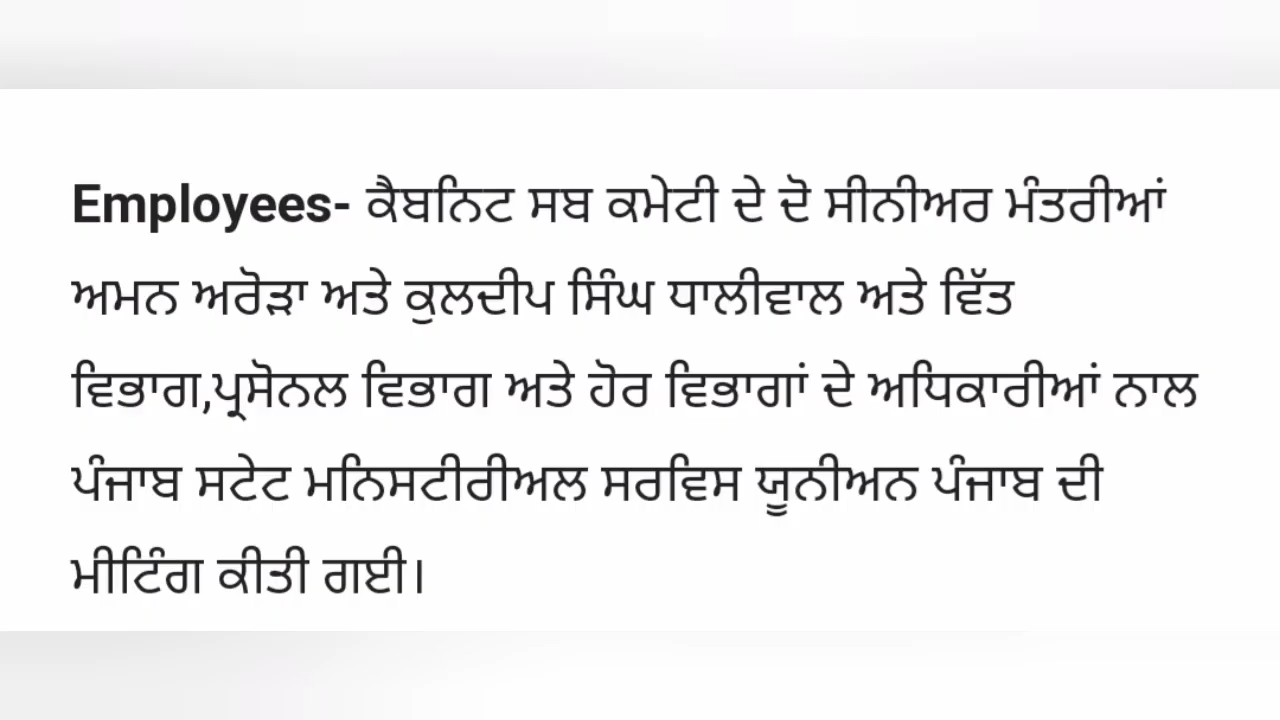 Employees- ਕੈਬਨਿਟ ਸਬ ਕਮੇਟੀ ਦੇ ਦੋ ਸੀਨੀਅਰ ਮੰਤਰੀਆਂ
ਅਮਨ ਅਰੋੜਾ ਅਤੇ ਕੁਲਦੀਪ ਸਿੰਘ ਧਾਲੀਵਾਲ ਅਤੇ ਵਿੱਤ
ਵਿਭਾਗ,ਪ੍ਰਸੋਨਲ ਵਿਭਾਗ ਅਤੇ ਹੋਰ ਵਿਭਾਗਾਂ ਦੇ ਅਧਿਕਾਰੀਆਂ ਨਾਲ
ਪੰਜਾਬ ਸਟੇਟ ਮਨਿਸਟੀਰੀਅਲ ਸਰਵਿਸ ਯੂਨੀਅਨ ਪੰਜਾਬ ਦੀ
ਮੀਟਿੰਗ ਕੀਤੀ ਗਈ।